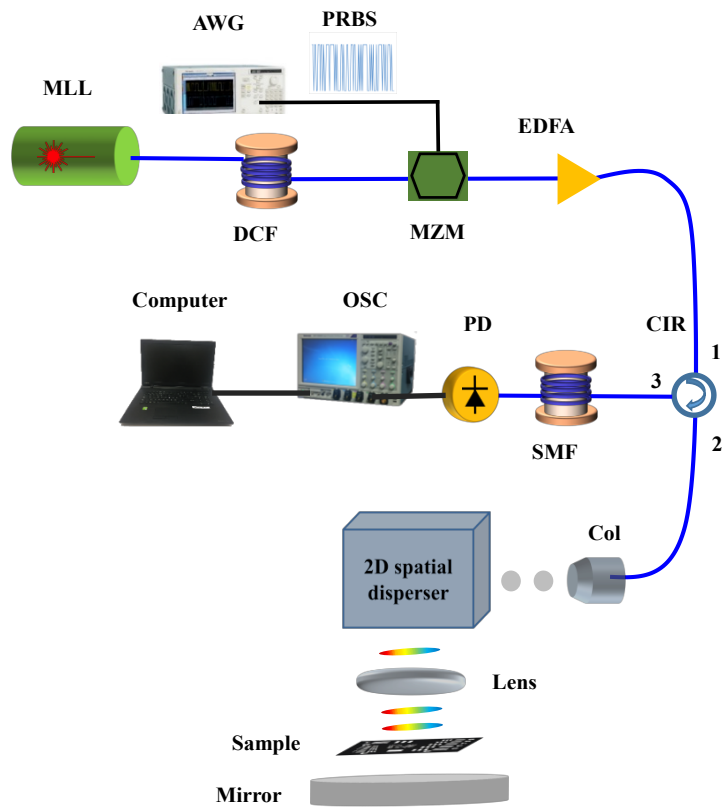 AWG
PRBS
MLL
EDFA
DCF
MZM
Computer
OSC
PD
CIR
1
3
2
SMF
Col
2D spatial
disperser
Lens
Sample
Mirror